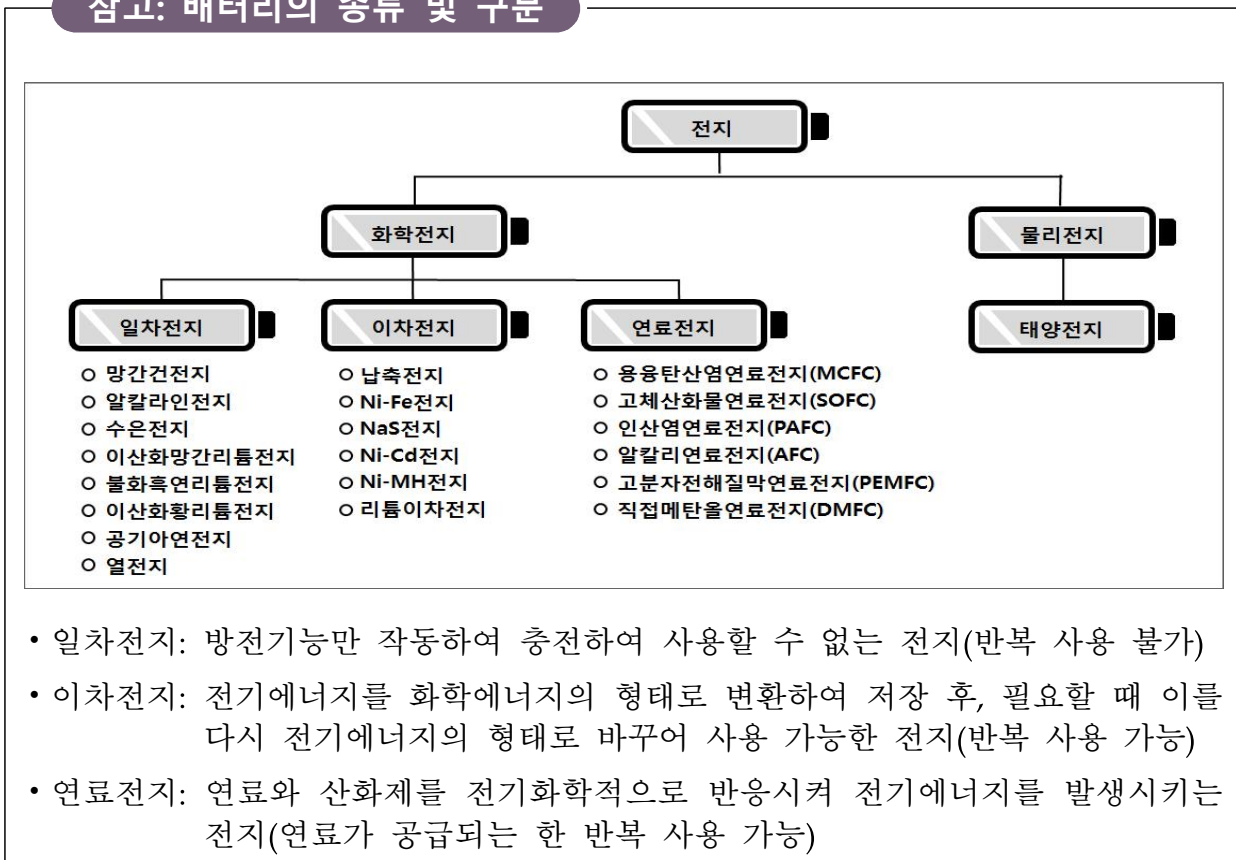 참고: 배터리의 종류 및 구분
전지
화학전지
물리전지
일차전지
이차전지
연료전지
태양전지
○ 망간건전지
○ 알칼라인전지
○ 수은전지
○ 이산화망간리튬전지
○ 불화흑연리튬전지
○ 이산화황리튬전지
○ 공기아연전지
○ 열전지
○ 납축전지
○ Ni-Fe전지
○ NaS전지
○ Ni-Cd전지
○ Ni-MH전지
○ 리튬이차전지
○ 용융탄산염연료전지(MCFC)
○ 고체산화물연료전지(SOFC)
○ 인산염연료전지(PAFC)
○ 알칼리연료전지(AFC)
○ 고분자전해질막연료전지(PEMFC)
○ 직접메탄올연료전지(DMFC)
• 일차전지: 방전기능만 작동하여 충전하여 사용할 수 없는 전지(반복 사용 불가)
• 이차전지: 전기에너지를 화학에너지의 형태로 변환하여 저장 후, 필요할 때 이를
다시 전기에너지의 형태로 바꾸어 사용 가능한 전지(반복 사용 가능)
• 연료전지: 연료와 산화제를 전기화학적으로 반응시켜 전기에너지를 발생시키는
전지(연료가 공급되는 한 반복 사용 가능)